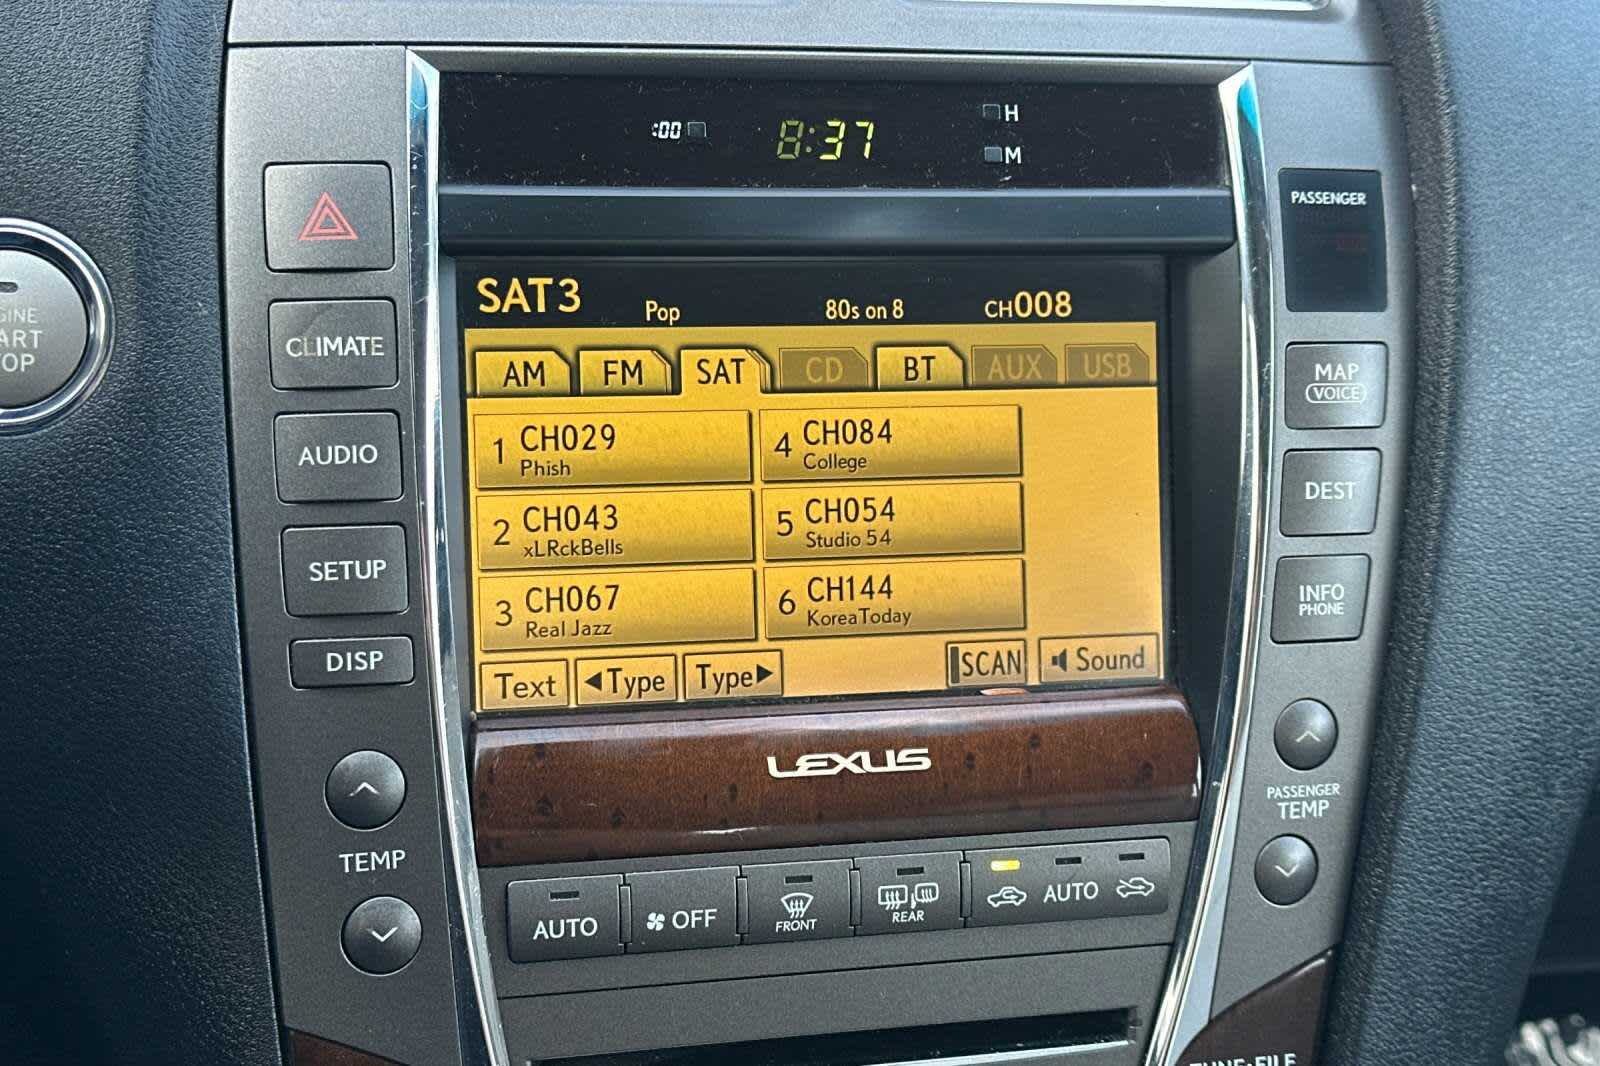 :00
8:37
H
M
PASSENGER
START
STOP
CLIMATE
AUDIO
SETUP
DISP
TEMP
SAT3
Pop
80s on 8
CH008
AM
FM
SAT
CD
BT
AUX
USB
1 CH029
Phish
4 CH084
College
2 CH043
xLRckBells
5 CH054
Studio 54
3 CH067
Real Jazz
6 CH144
KoreaToday
Text
◀Type
Type▶
SCAN
Sound
MAP
VOICE
DEST
INFO
PHONE
PASSENGER
TEMP
LEXUS
AUTO
OFF
FRONT
REAR
AUTO
TUNE·FILE